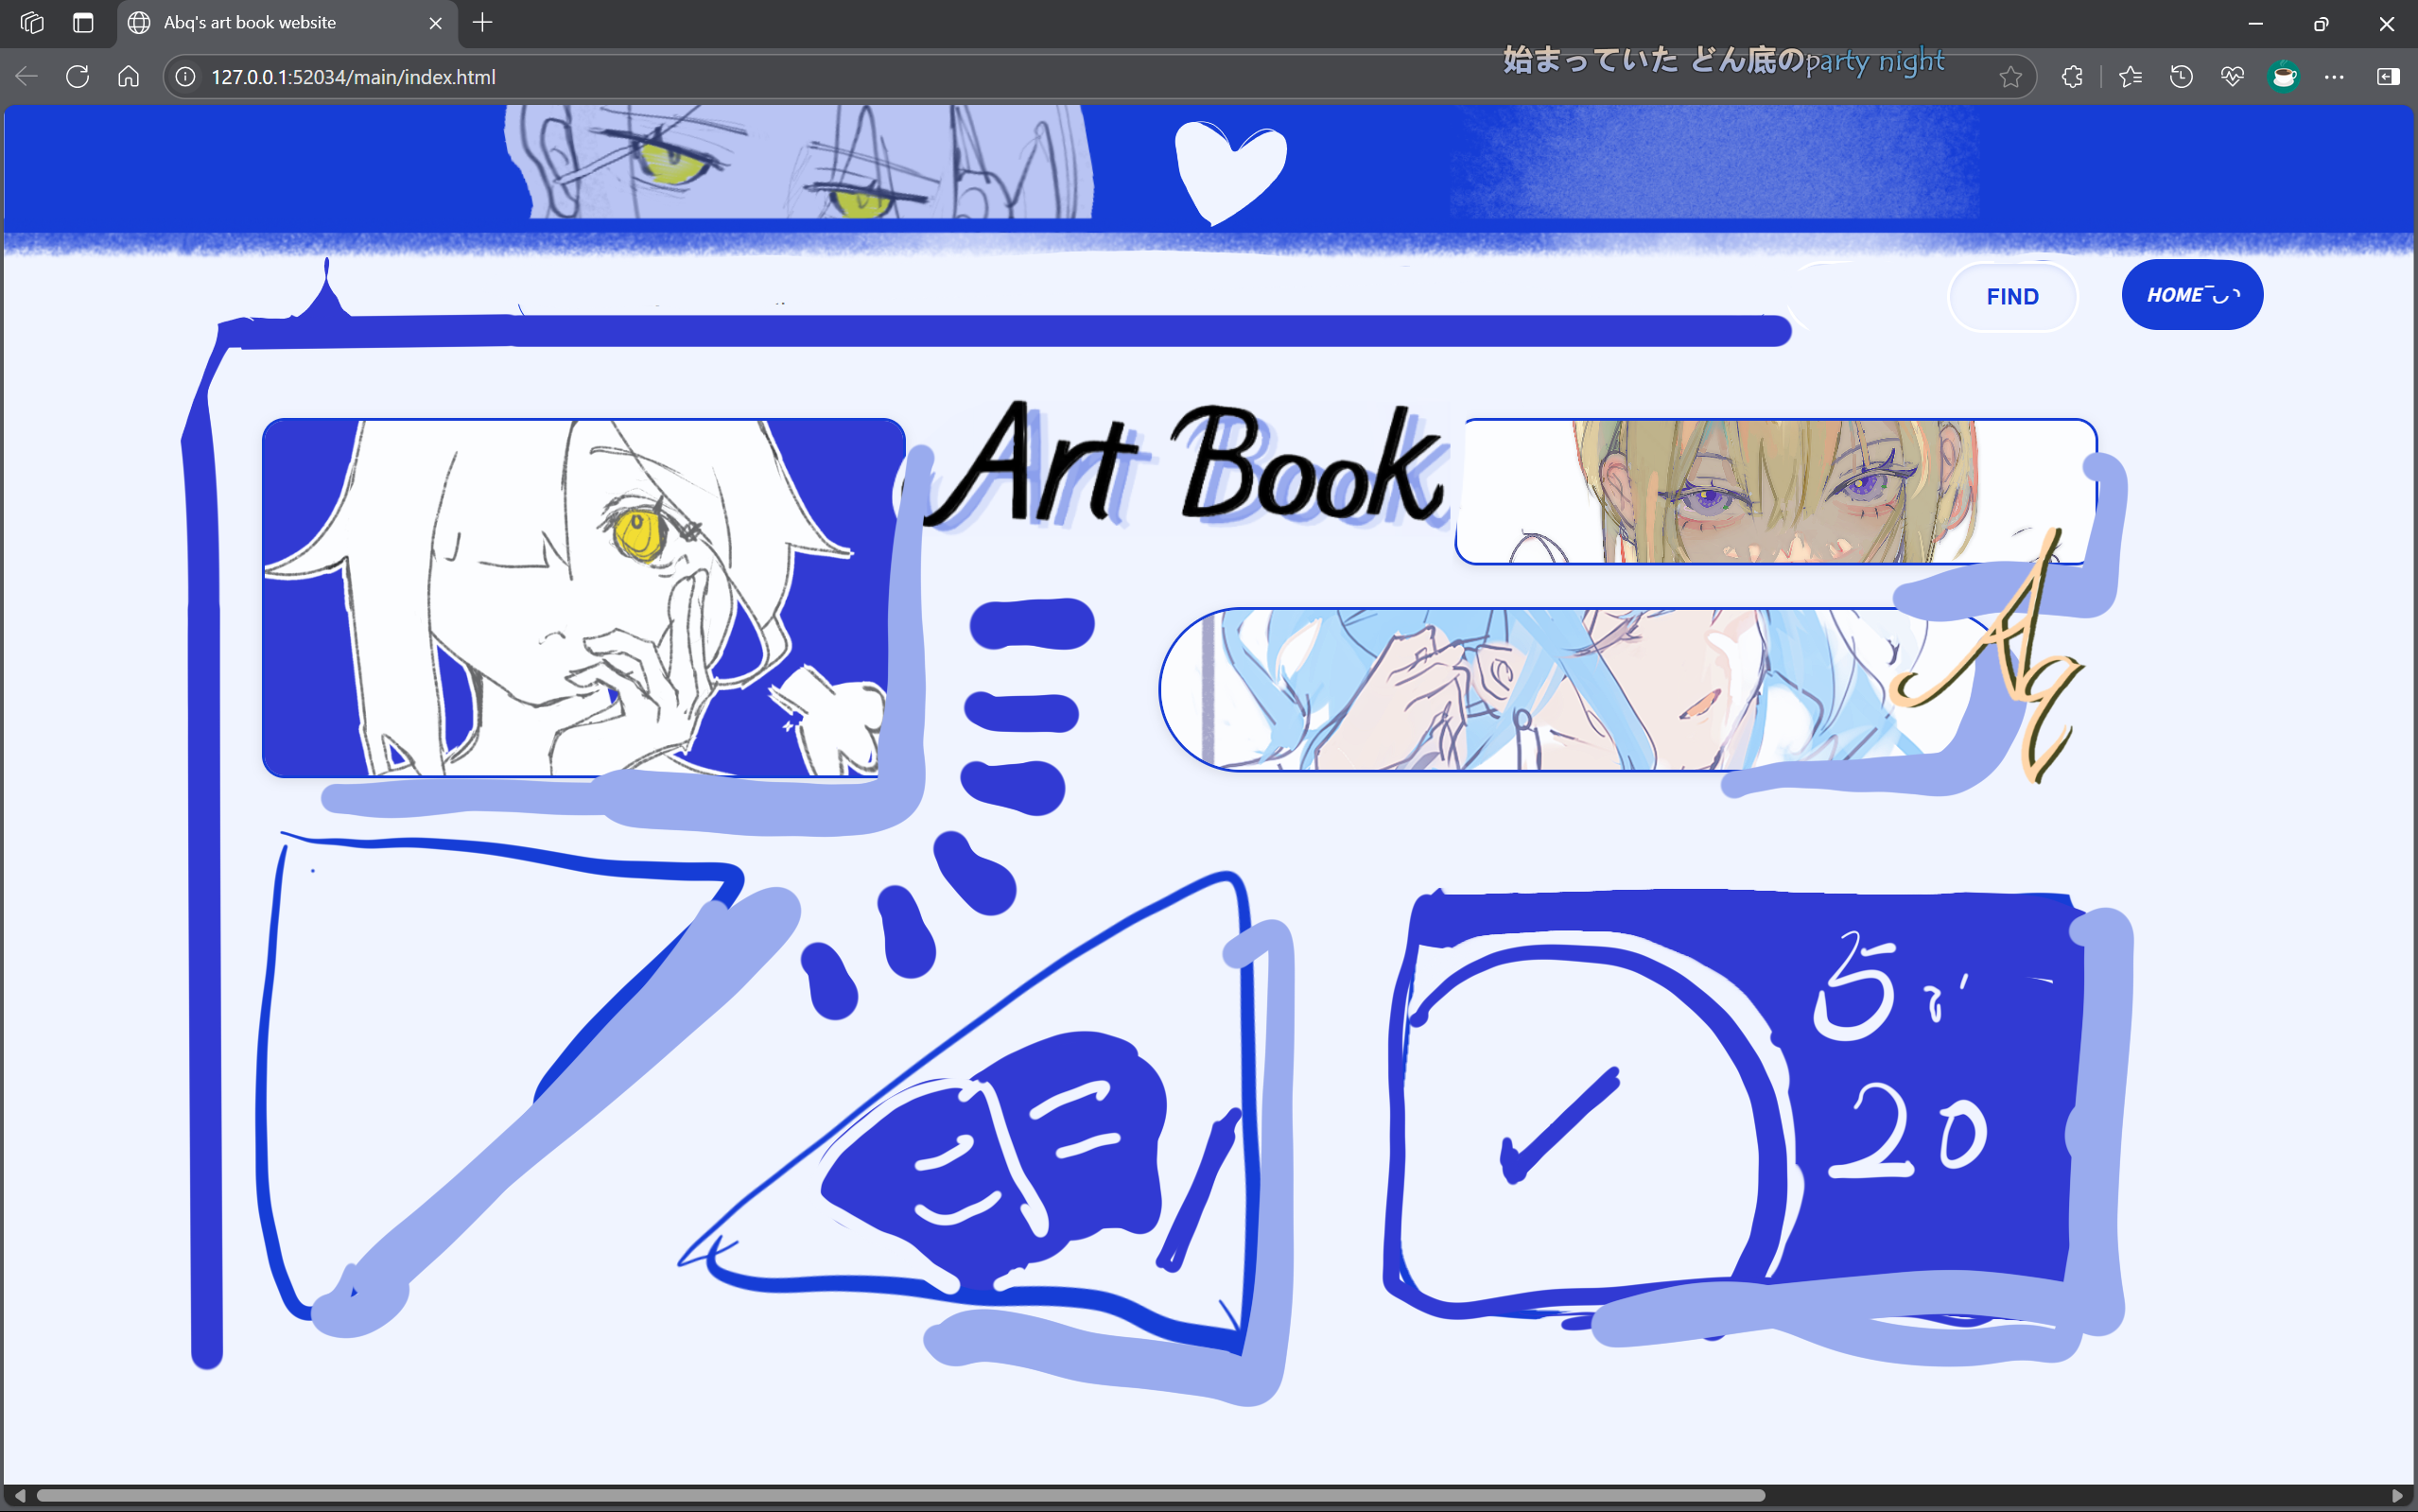 Abq's art book website
始まっていた どん底のparty night
127.0.0.1:52034/main/index.html
FIND
HOME
Art Book
Aq
5
20